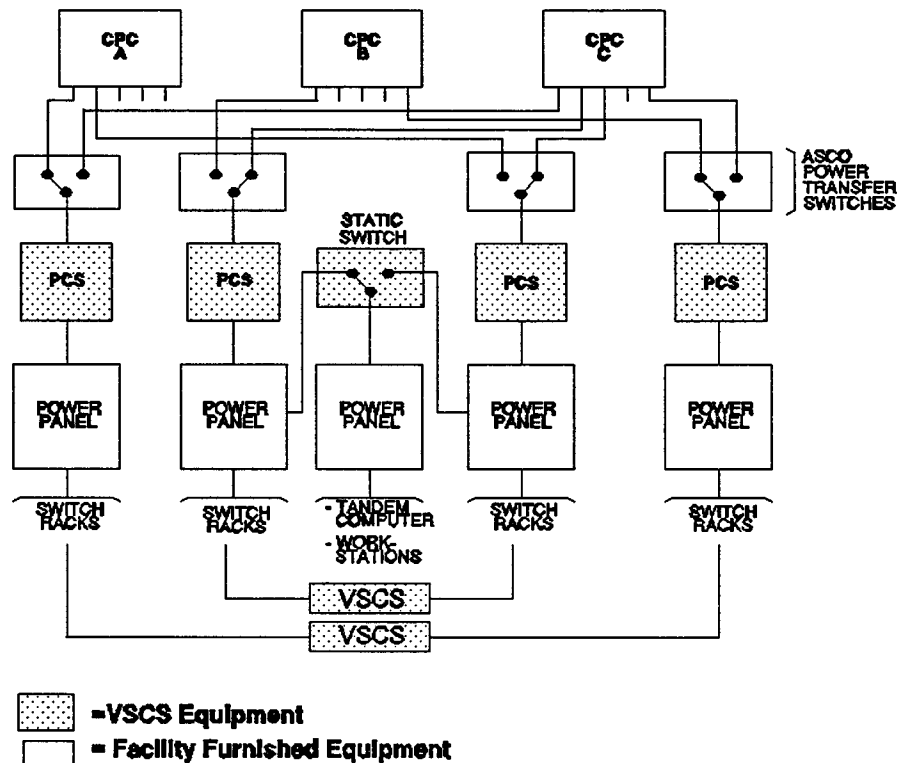 CPC
A
CPC
B
CPC
C
ASCO
POWER
TRANSFER
SWITCHES
STATIC
SWITCH
PCS
PCS
PCS
PCS
POWER
PANEL
POWER
PANEL
POWER
PANEL
POWER
PANEL
POWER
PANEL
SWITCH
RACKS
SWITCH
RACKS
- TANDEM
COMPUTER
- WORK-
STATIONS
SWITCH
RACKS
SWITCH
RACKS
VSCS
VSCS
=VSCS Equipment
= Facility Furnished Equipment